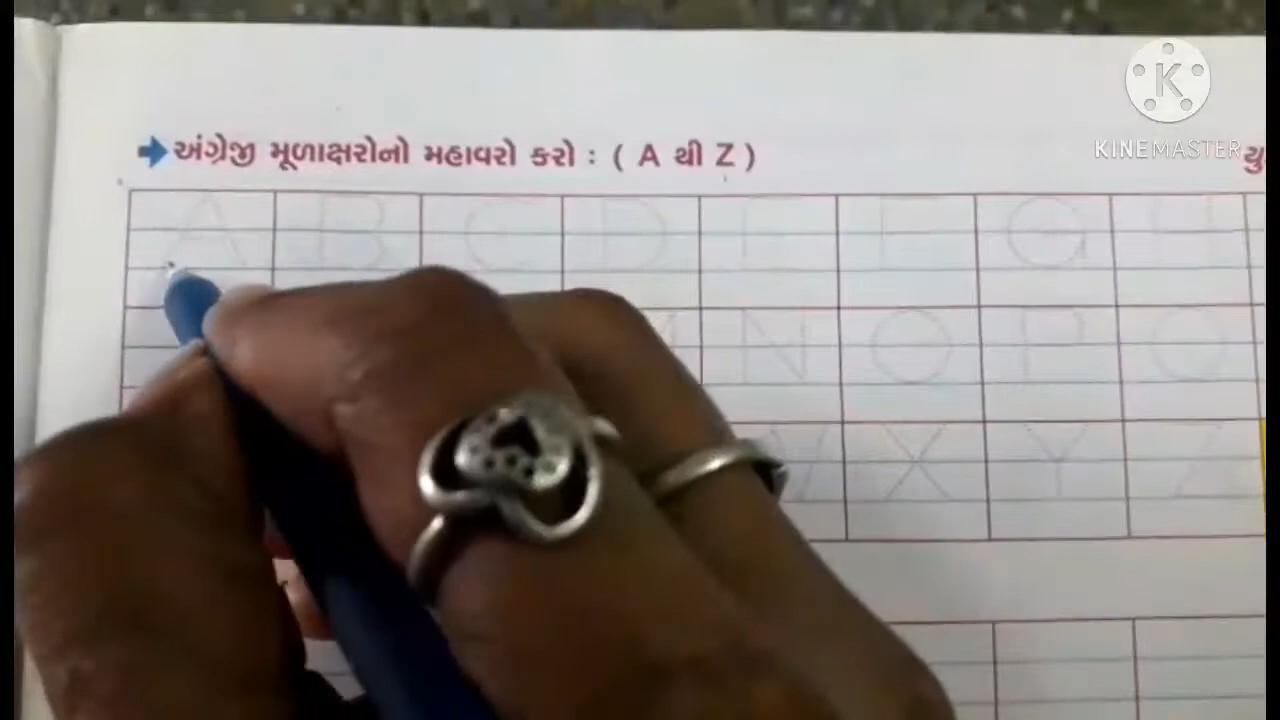 અંગ્રેજી મૂળાક્ષરોનો મહાવરો કરો : ( A થી Z )
K
KINEMASTER
A B C D E F G H
N O P Q
W X Y Z